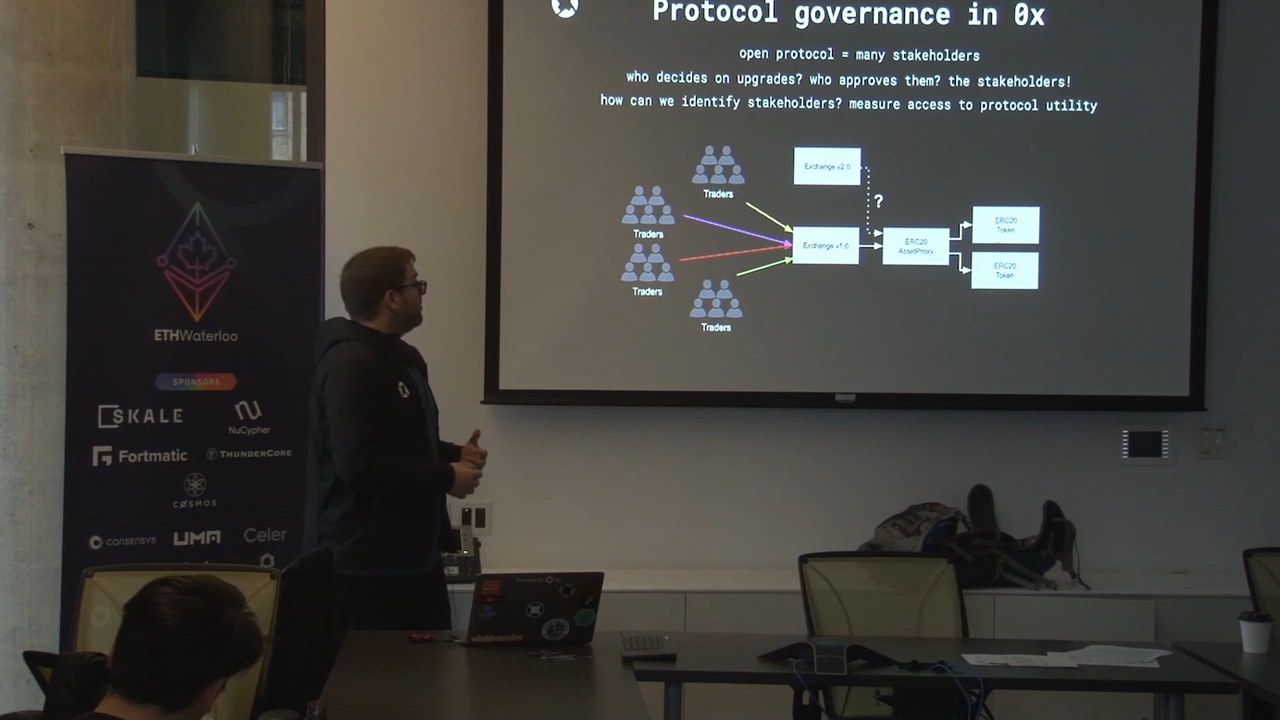 Protocol governance in 0x
open protocol = many stakeholders
who decides on upgrades? who approves them? the stakeholders!
how can we identify stakeholders? measure access to protocol utility
Traders
Exchange v2.0
?
Traders
Exchange v1.0
ERC20
AssetProxy
ERC20
Token
ERC20
Token
Traders
Traders
ETHWaterloo
SPONSORS
SKALE
NuCypher
Fortmatic
THUNDERCORE
COSMOS
CONSENSYS
UMA
Celer